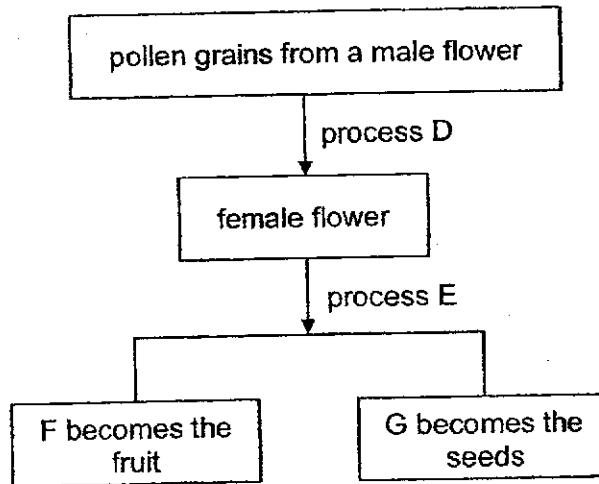 pollen grains from a male flower
process D
female flower
process E
F becomes the
fruit
G becomes the
seeds